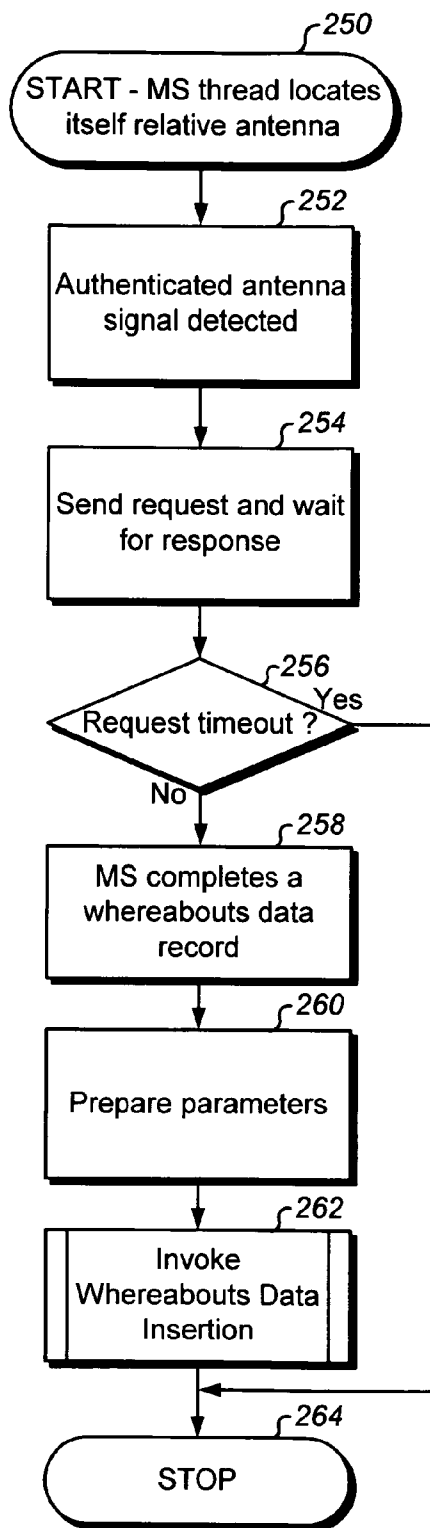 250
START - MS thread locates
itself relative antenna
252
Authenticated antenna
signal detected
254
Send request and wait
for response
256
Request timeout ?
Yes
No
258
MS completes a
whereabouts data
record
260
Prepare parameters
262
Invoke
Whereabouts Data
Insertion
264
STOP